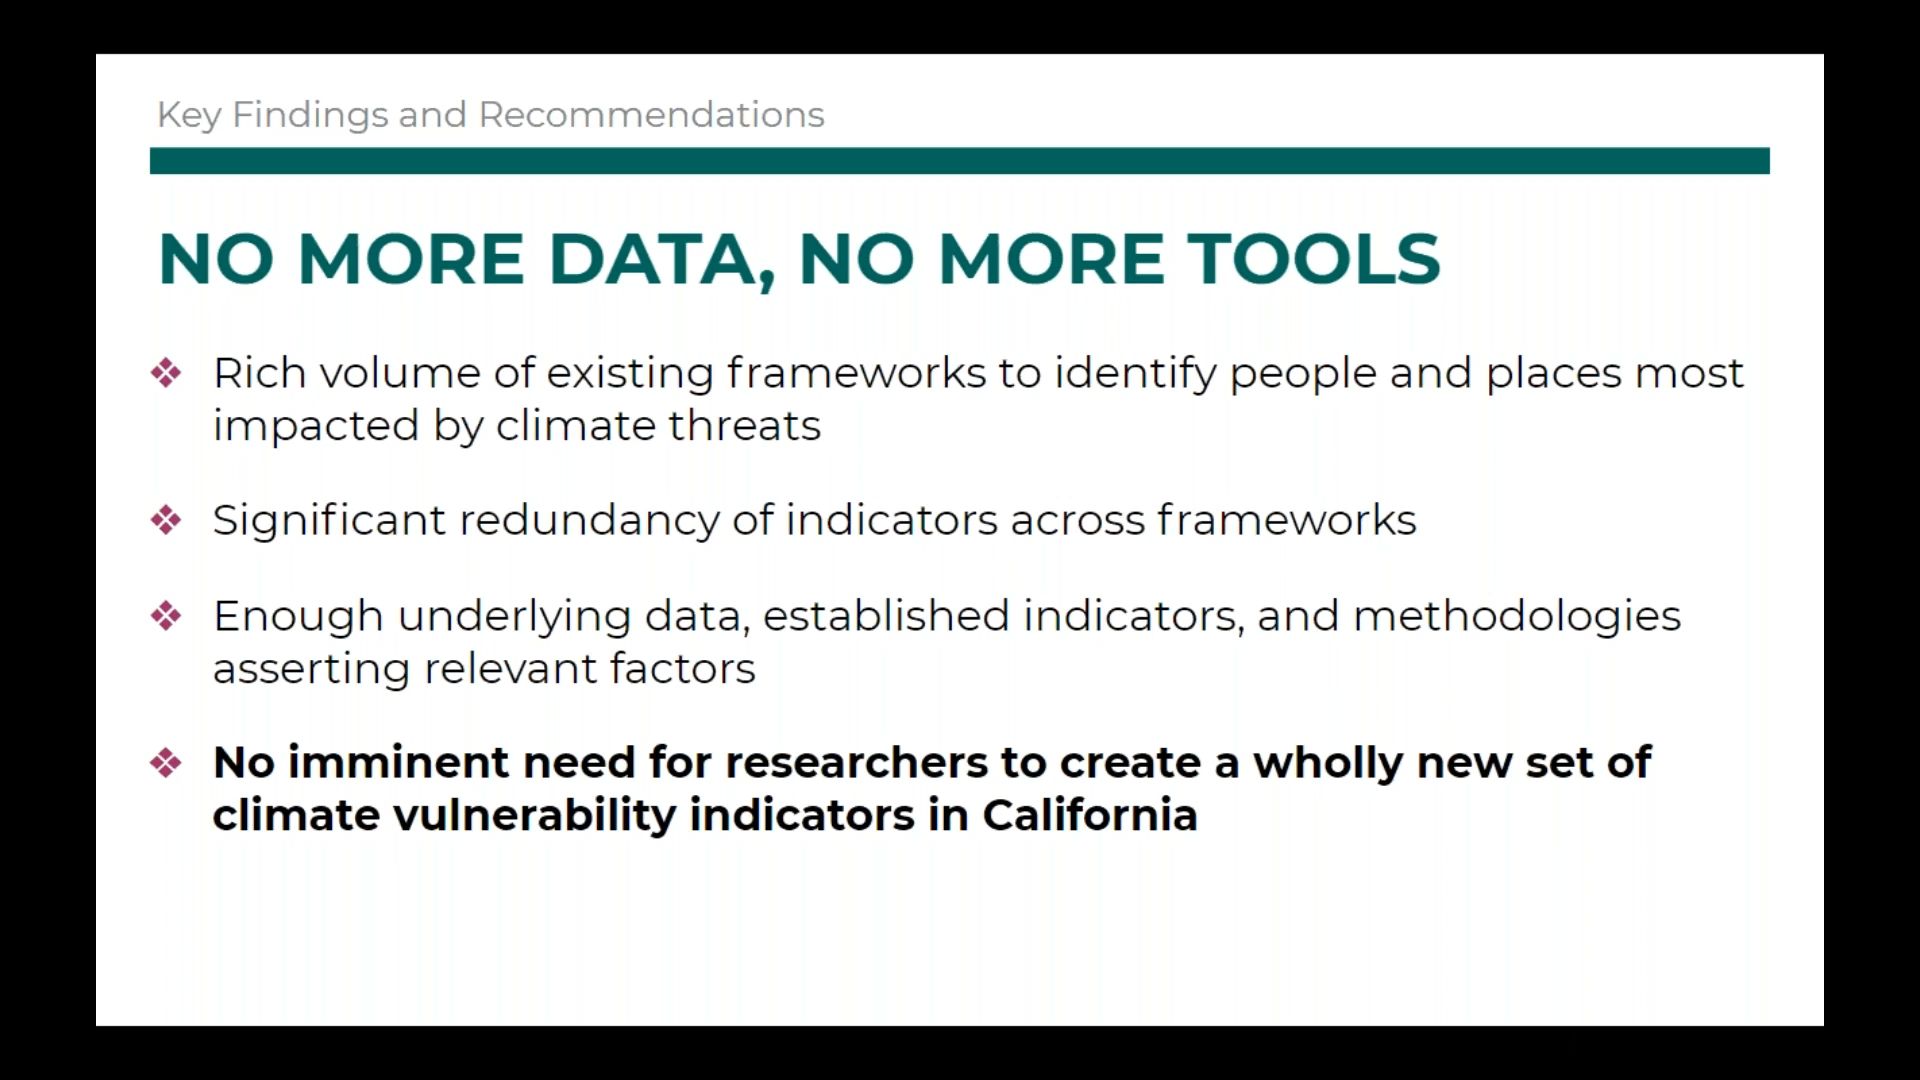 Key Findings and Recommendations
NO MORE DATA, NO MORE TOOLS
Rich volume of existing frameworks to identify people and places most
impacted by climate threats
Significant redundancy of indicators across frameworks
Enough underlying data, established indicators, and methodologies
asserting relevant factors
No imminent need for researchers to create a wholly new set of
climate vulnerability indicators in California